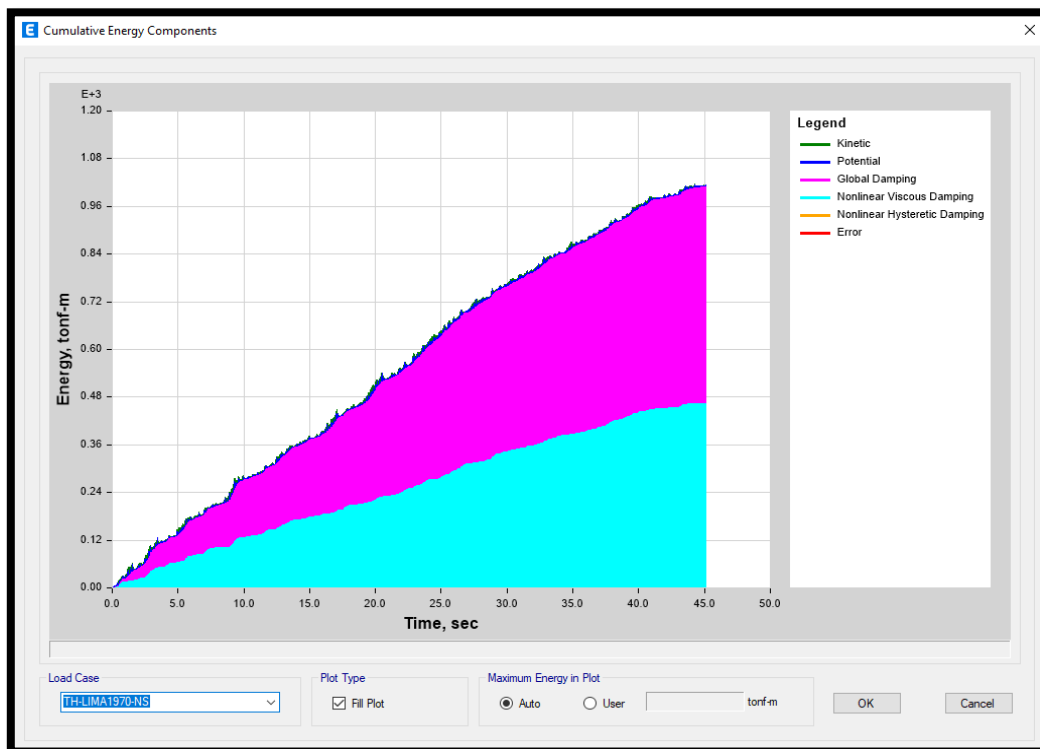 E Cumulative Energy Components
E+3
1.20
1.08
0.96
0.84
0.72
0.60
0.48
0.36
0.24
0.12
0.00
Energy, tonf-m
0.0 5.0 10.0 15.0 20.0 25.0 30.0 35.0 40.0 45.0 50.0
Time, sec
Legend
Kinetic
Potential
Global Damping
Nonlinear Viscous Damping
Nonlinear Hysteretic Damping
Error
Load Case
TH-LIMA1970-NS
Plot Type
Fill Plot
Maximum Energy in Plot
Auto User tonf-m
OK
Cancel